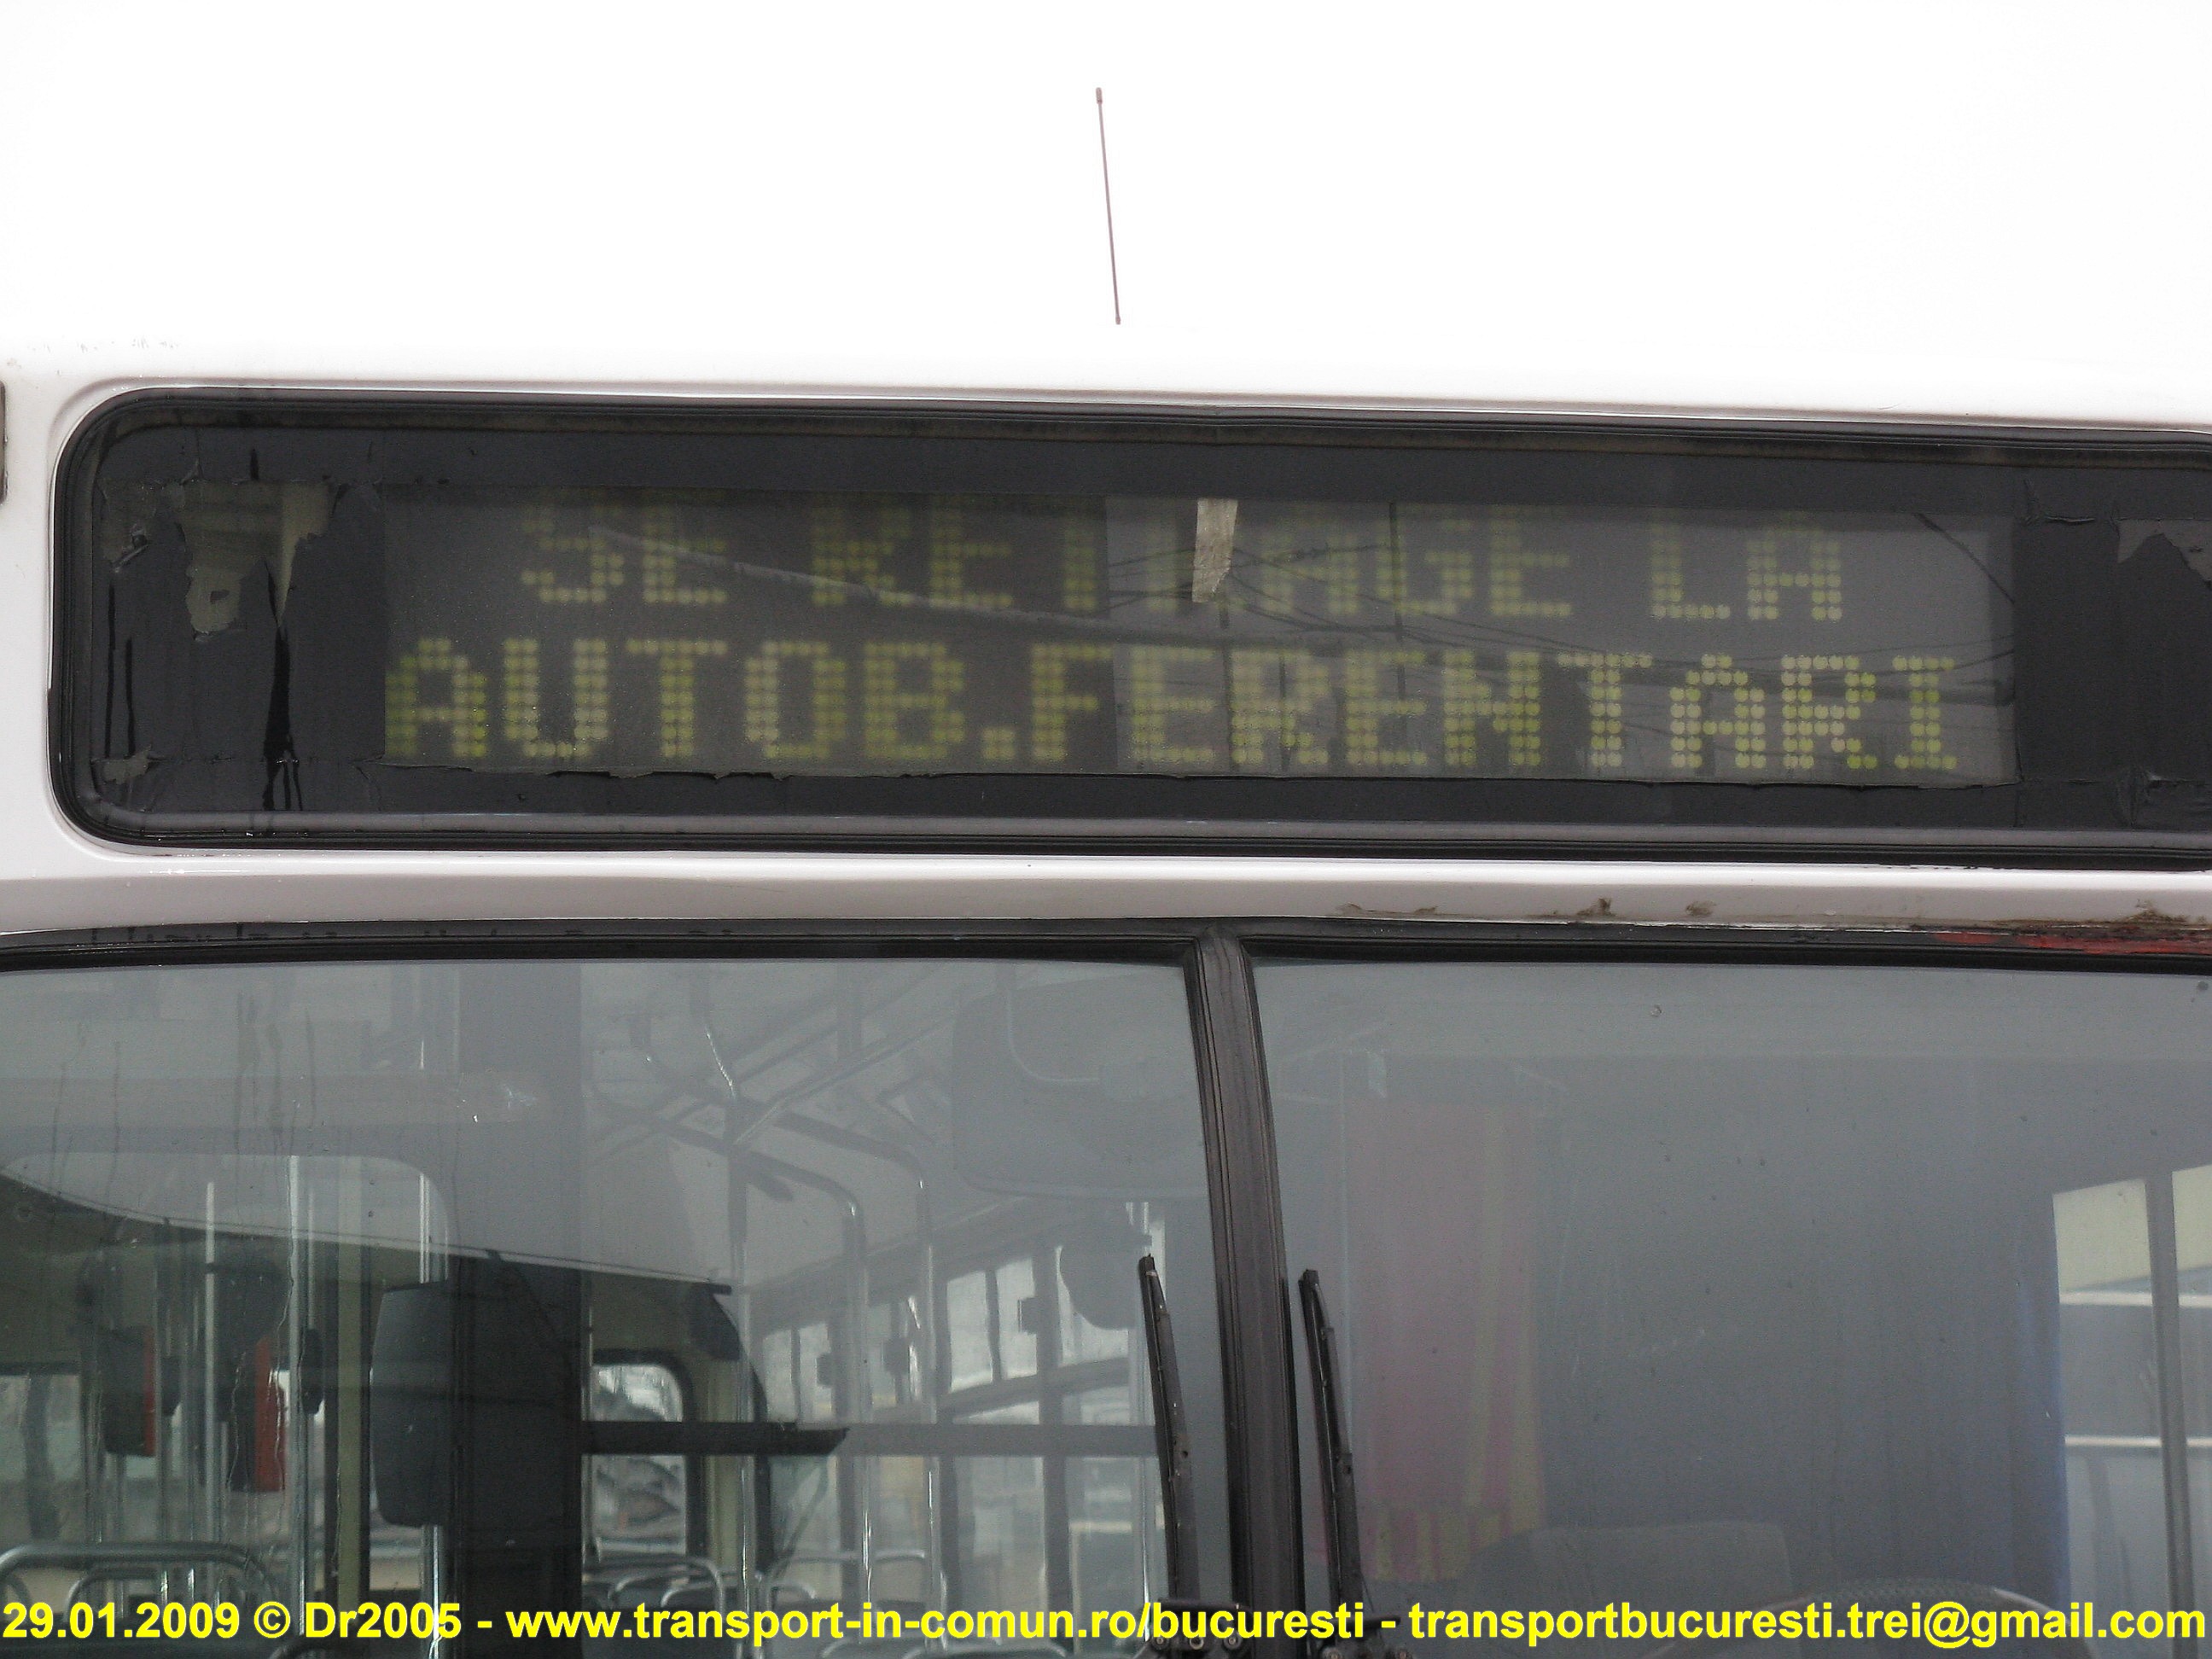 SE RETRAGE LA
AUTOB.FERENTARI
29.01.2009 © Dr2005 - www.transport-in-comun.ro/bucuresti - transportbucuresti.trei@gmail.com